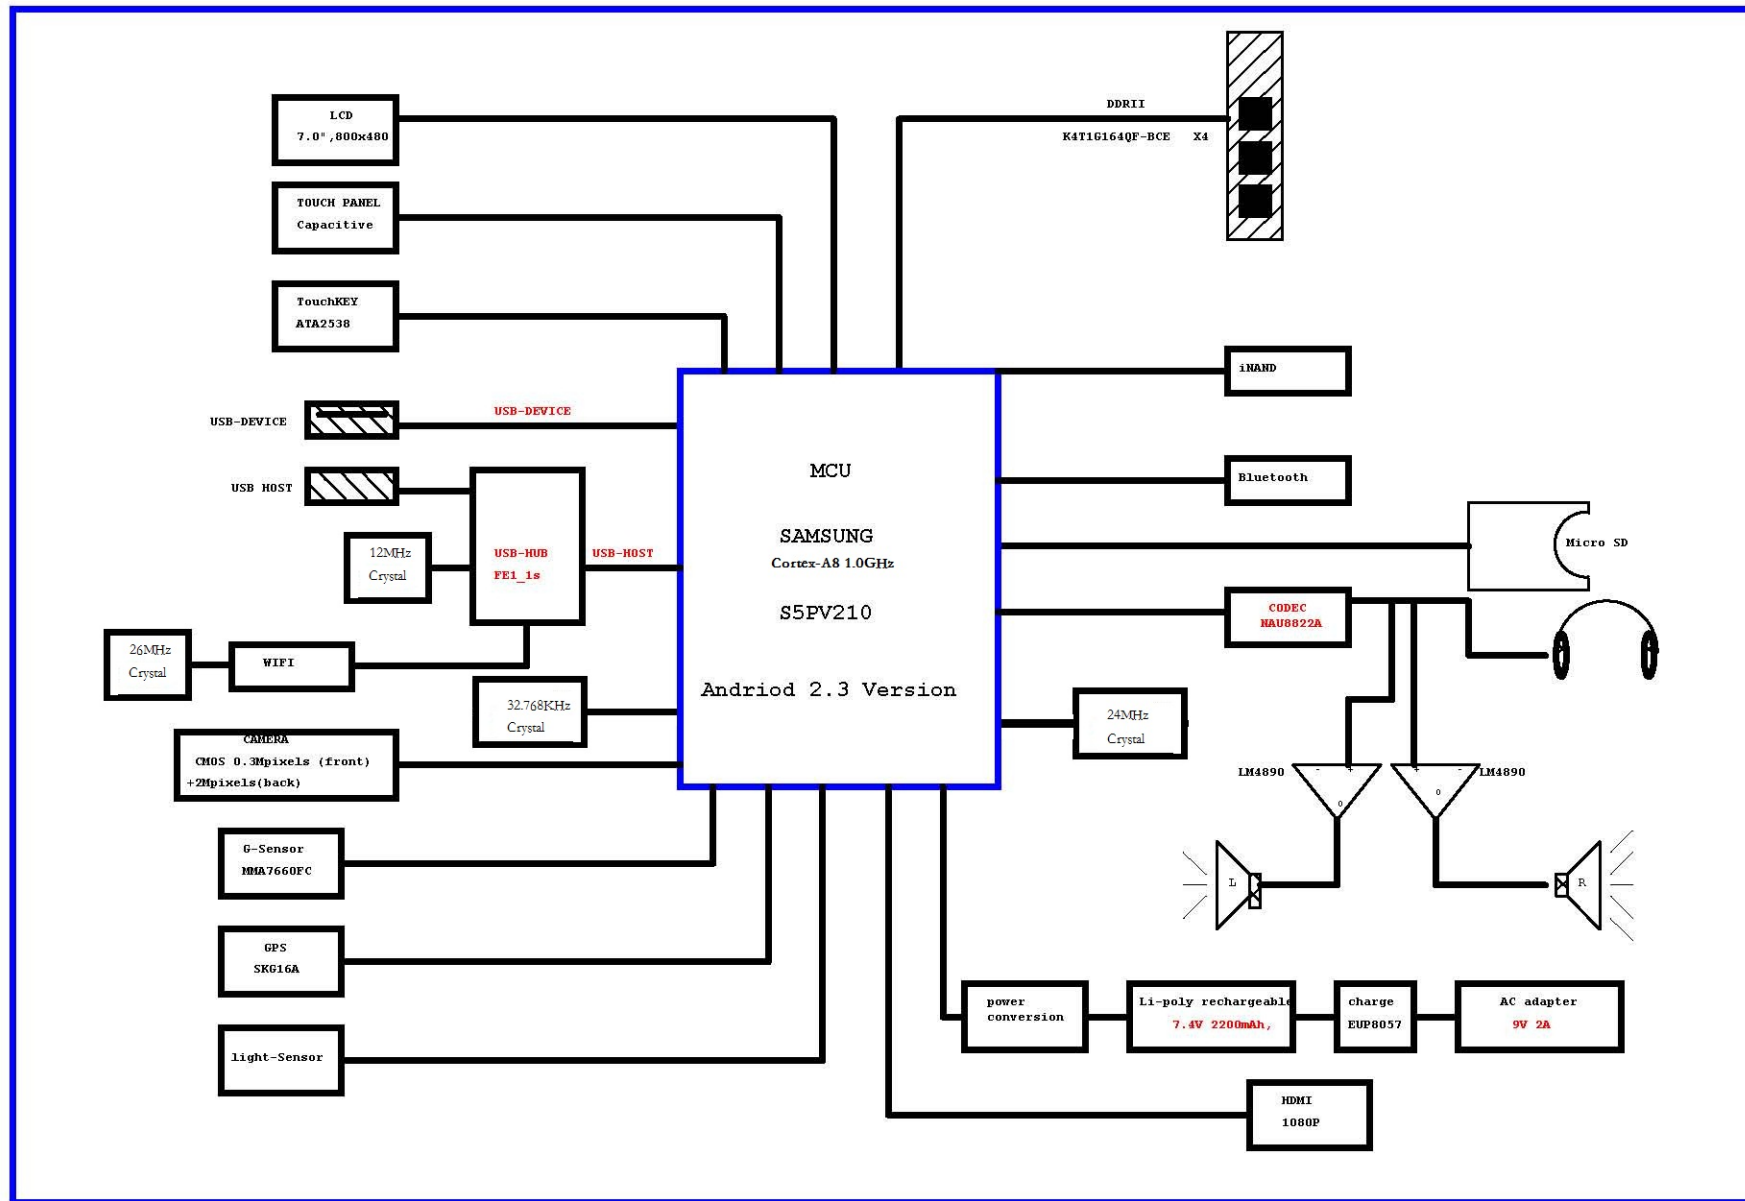 LCD
7.0",800x480
TOUCH PANEL
Capacitive
TouchKEY
ATA2538
USB-DEVICE
USB-DEVICE
USB HOST
12MHz
Crystal
USB-HUB
FE1_1s
USB-HOST
26MHz
Crystal
WIFI
32.768KHz
Crystal
CAMERA
CMOS 0.3Mpixels (front)
+2Mpixels(back)
G-Sensor
MMA7660FC
GPS
SKG16A
light-Sensor
MCU
SAMSUNG
Cortex-A8 1.0GHz
S5PV210
Andriod 2.3 Version
DDRII
K4T1G164QF-BCE X4
iNAND
Bluetooth
Micro SD
CODEC
NAU8822A
24MHz
Crystal
LM4890
- +
O
+ -
O
LM4890
L
R
power
conversion
Li-poly rechargeable
7.4V 2200mAh,
charge
EUP8057
AC adapter
9V 2A
HDMI
1080P